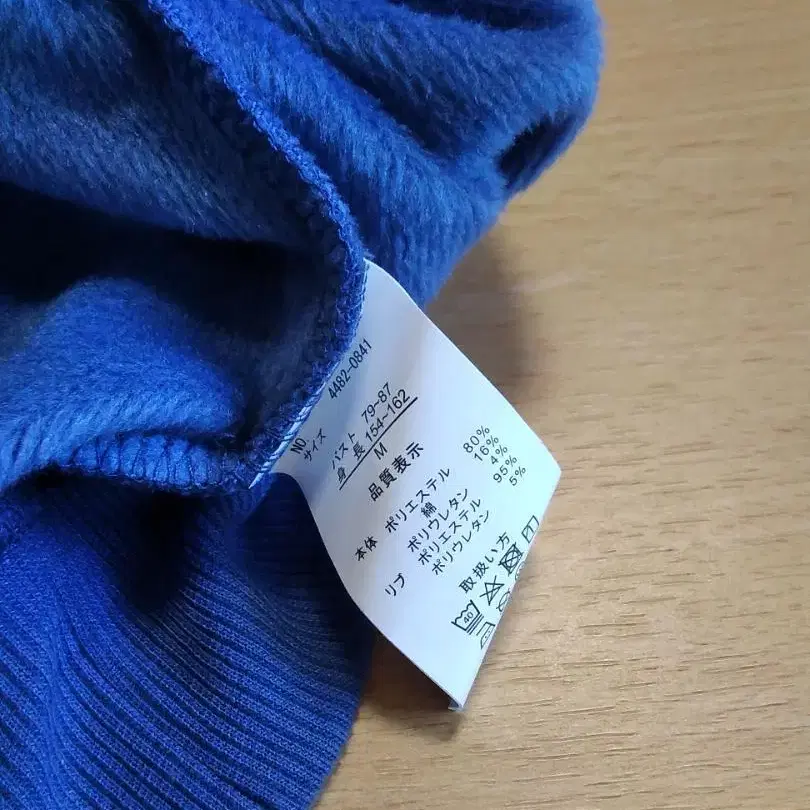 NO. 4482-0841
サイズ
バスト 79-87
身長 154-162
M
品質表示
本体 ポリエステル 80%
綿 16%
ポリウレタン 4%
リブ ポリエステル 95%
ポリウレタン 5%
取扱い方
40